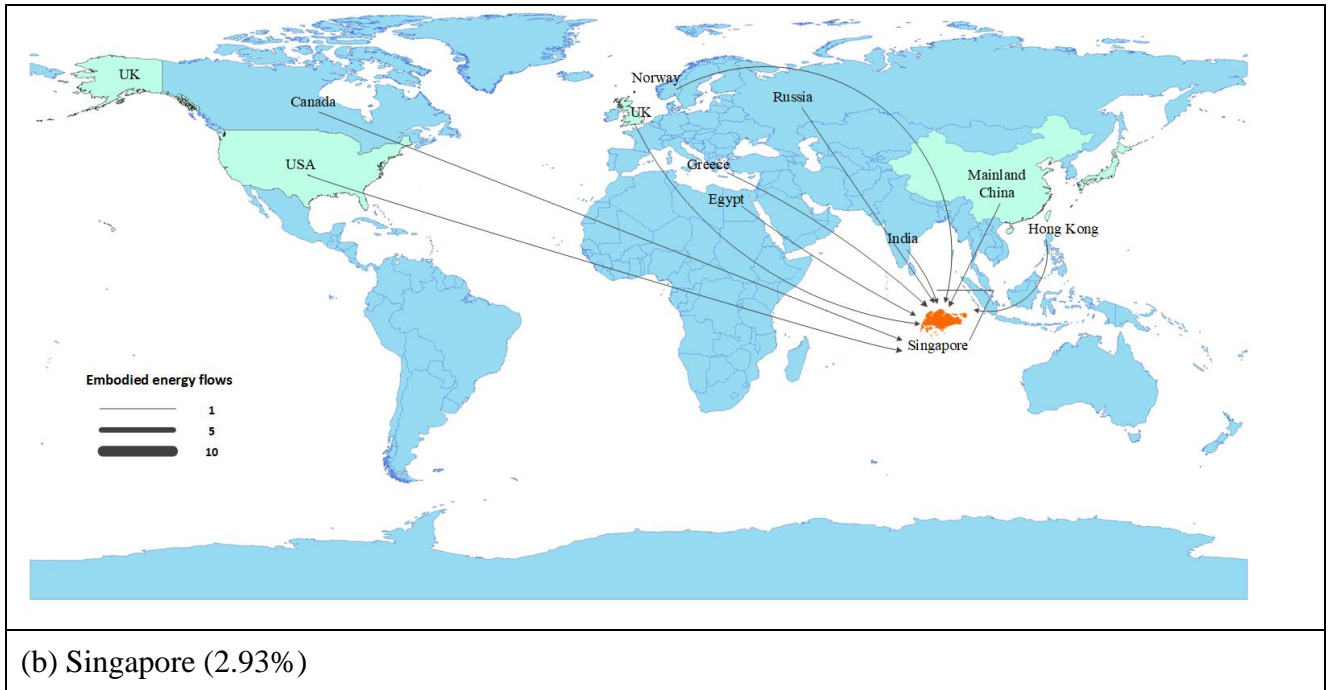 UK
Canada
USA
Norway
UK
Russia
Greece
Egypt
Mainland
China
India
Hong Kong
Singapore
Embodied energy flows
1
5
10
(b) Singapore (2.93%)